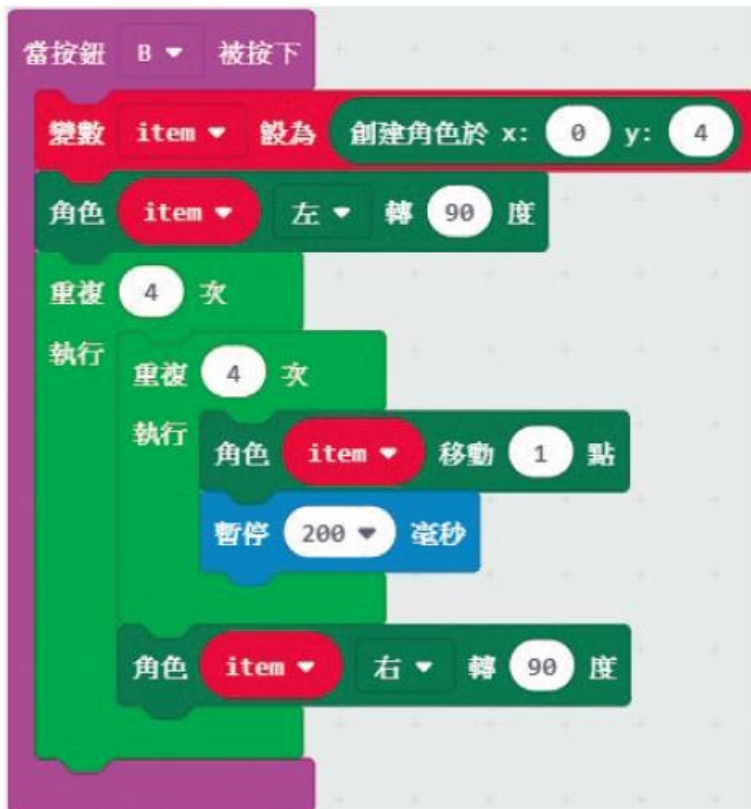 當按鈕 B 被按下
變數 item 設為 創建角色於 x: 0 y: 4
角色 item 左 轉 90 度
重複 4 次
執行 重複 4 次
執行 角色 item 移動 1 點
暫停 200 毫秒
角色 item 右 轉 90 度